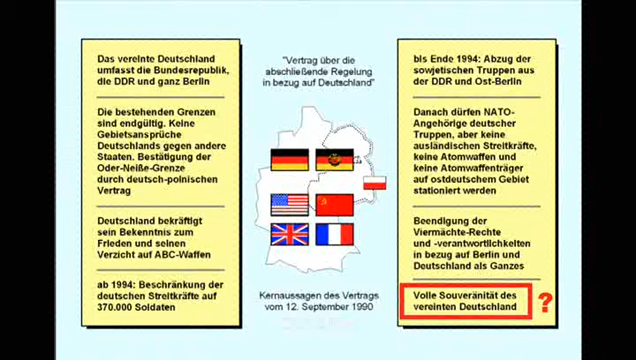 Das vereinte Deutschland
umfasst die Bundesrepublik,
die DDR und ganz Berlin
Die bestehenden Grenzen
sind endgültig. Keine
Gebietsansprüche
Deutschlands gegen andere
Staaten. Bestätigung der
Oder-Neiße-Grenze
durch deutsch-polnischen
Vertrag
Deutschland bekräftigt
sein Bekenntnis zum
Frieden und seinen
Verzicht auf ABC-Waffen
ab 1994: Beschränkung der
deutschen Streitkräfte auf
370.000 Soldaten
"Vertrag über die
abschließende Regelung
in bezug auf Deutschland"
Kernaussagen des Vertrags
vom 12. September 1990
bis Ende 1994: Abzug der
sowjetischen Truppen aus
der DDR und Ost-Berlin
Danach dürfen NATO-
Angehörige deutscher
Truppen, aber keine
ausländischen Streitkräfte,
keine Atomwaffen und
keine Atomwaffenträger
auf ostdeutschem Gebiet
stationiert werden
Beendigung der
Viermächte-Rechte
und -verantwortlichkeiten
in bezug auf Berlin und
Deutschland als Ganzes
Volle Souveränität des
vereinten Deutschland
?